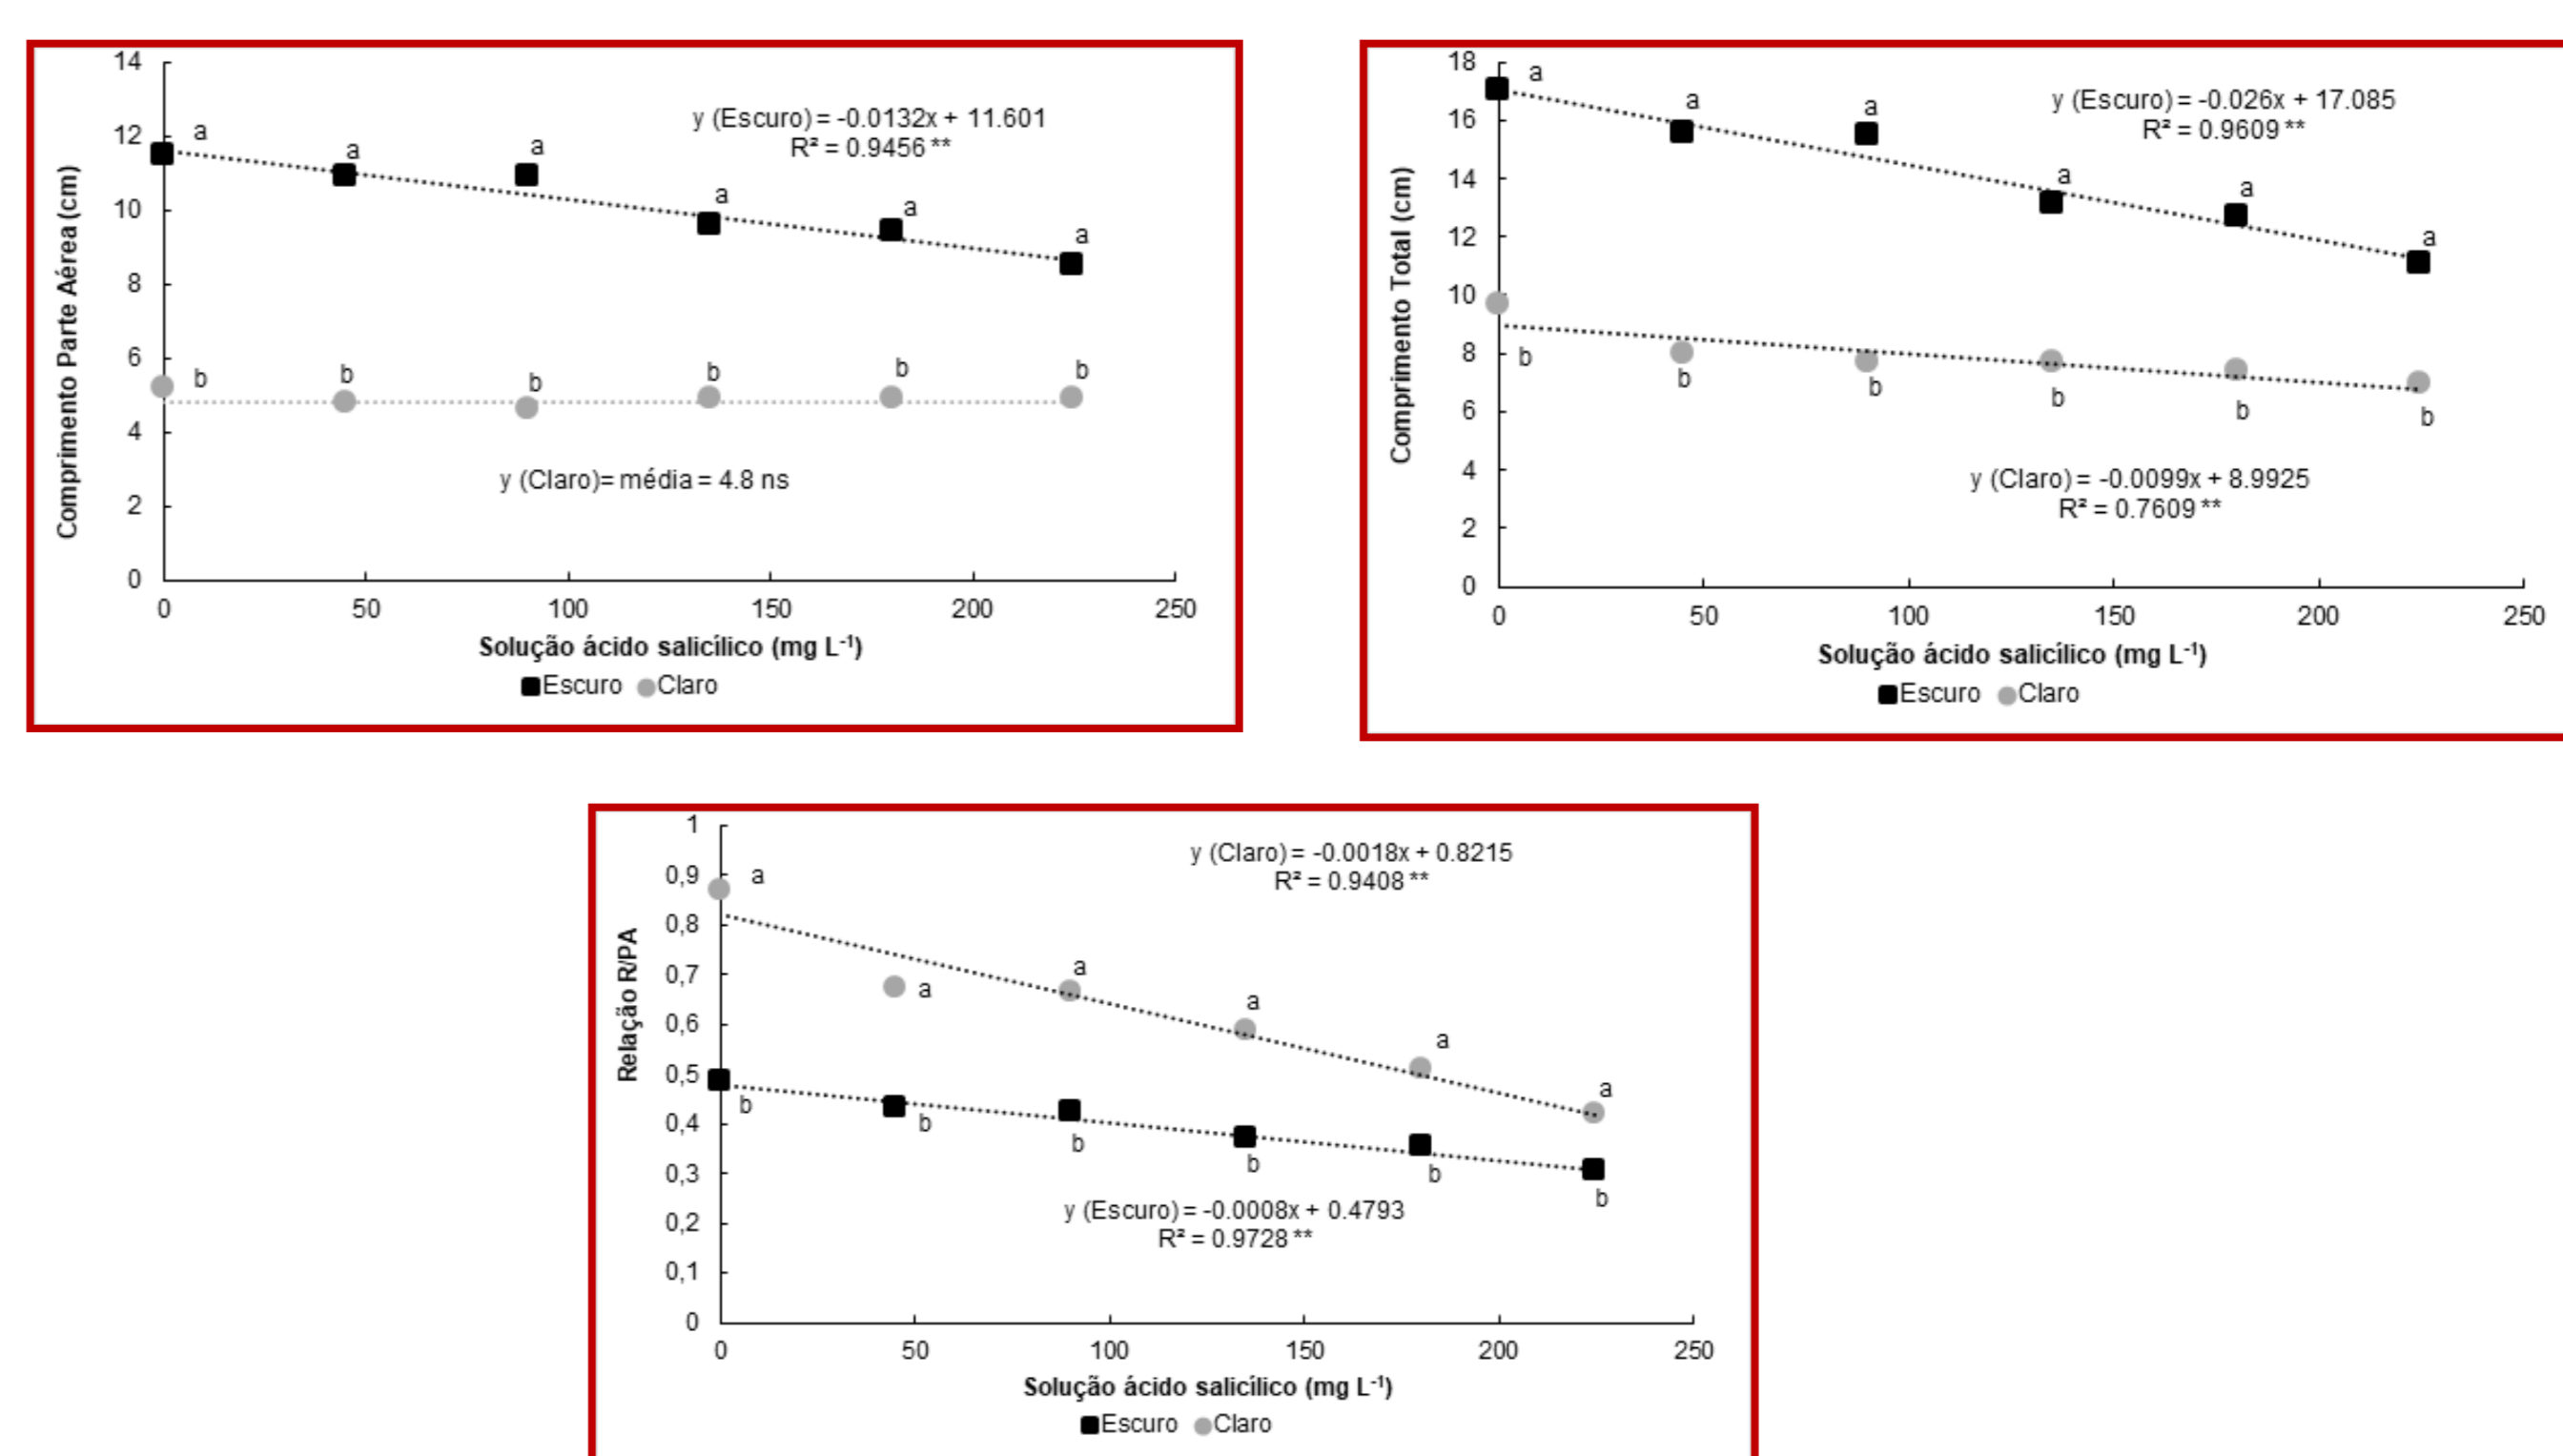 14
12
10
8
6
4
2
0
Comprimento Parte Aérea (cm)
a
a
a
a
a
a
y (Escuro) = -0.0132x + 11.601
R² = 0.9456 **
b
b
b
b
b
b
y (Claro)= média = 4.8 ns
0 50 100 150 200 250
Solução ácido salicílico (mg L⁻¹)
Escuro Claro
18
16
14
12
10
8
6
4
2
0
Comprimento Total (cm)
a
a
a
a
a
a
y (Escuro) = -0.026x + 17.085
R² = 0.9609 **
b
b
b
b
b
b
y (Claro) = -0.0099x + 8.9925
R² = 0.7609 **
0 50 100 150 200 250
Solução ácido salicílico (mg L⁻¹)
Escuro Claro
1
0,9
0,8
0,7
0,6
0,5
0,4
0,3
0,2
0,1
0
Relação R/PA
y (Claro) = -0.0018x + 0.8215
R² = 0.9408 **
a
a
a
a
a
a
b
b
b
b
b
b
y (Escuro) = -0.0008x + 0.4793
R² = 0.9728 **
0 50 100 150 200 250
Solução ácido salicílico (mg L⁻¹)
Escuro Claro